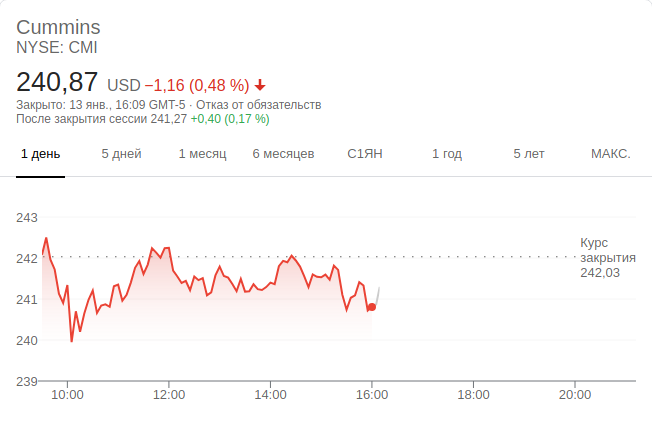 Cummins
NYSE: CMI
240,87 USD −1,16 (0,48 %)
Закрыто: 13 янв., 16:09 GMT-5 · Отказ от обязательств
После закрытия сессии 241,27 +0,40 (0,17 %)
1 день 5 дней 1 месяц 6 месяцев С1ЯН 1 год 5 лет МАКС.
243
242
241
240
239
Курс
закрытия
242,03
10:00 12:00 14:00 16:00 18:00 20:00